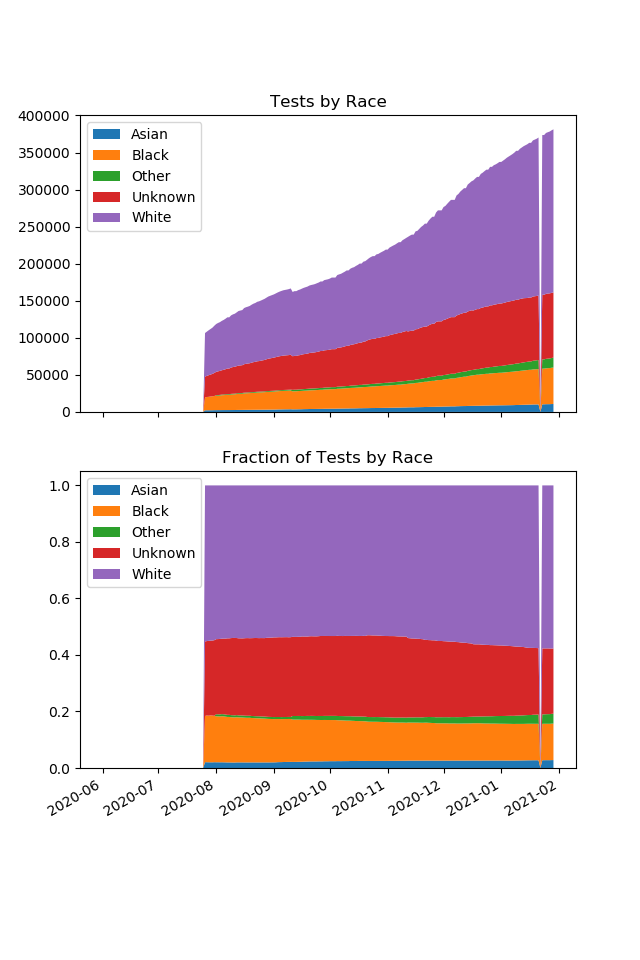 Tests by Race
400000
350000
300000
250000
200000
150000
100000
50000
0
Asian
Black
Other
Unknown
White
Fraction of Tests by Race
1.0
0.8
0.6
0.4
0.2
0.0
Asian
Black
Other
Unknown
White
2020-06
2020-07
2020-08
2020-09
2020-10
2020-11
2020-12
2021-01
2021-02